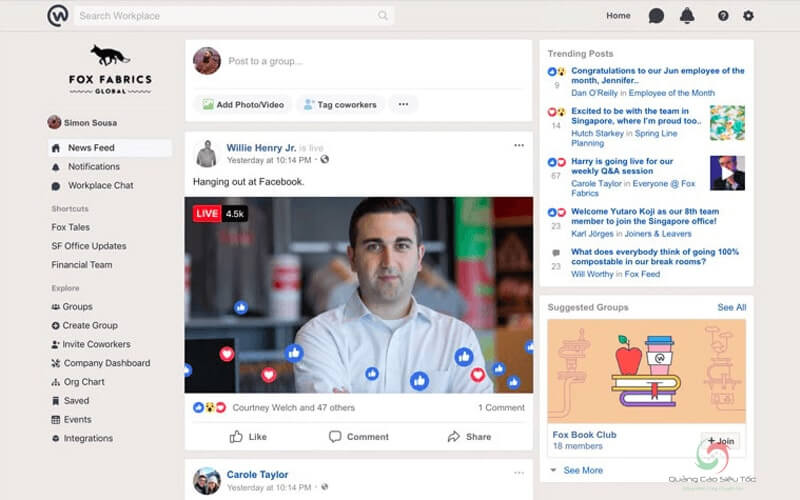 Search Workplace
Home
FOX FABRICS
GLOBAL
Simon Sousa
News Feed
Notifications
Workplace Chat
Shortcuts
Fox Tales
SF Office Updates
Financial Team
Explore
Groups
Create Group
Invite Coworkers
Company Dashboard
Org Chart
Saved
Events
Integrations
Post to a group...
Add Photo/Video
Tag coworkers
Willie Henry Jr. is live
Yesterday at 10:14 PM ·
Hanging out at Facebook.
LIVE 4.5k
Courtney Welch and 47 others
1 Comment
Like
Comment
Share
Carole Taylor
Yesterday at 10:14 PM ·
Trending Posts
Congratulations to our Jun employee of the
month, Jennifer..
9
Dan O'Reilly in Employee of the Month
Excited to be with the team in
Singapore, where I'm proud too..
14
Hutch Starkey in Spring Line
Planning
Harry is going live for our
weekly Q&A session
67
Carole Taylor in Everyone @ Fox
Fabrics
Welcome Yutaro Koji as our 8th team
member to join the Singapore office!
23
Karl Jörges in Joiners & Leavers
What does everybody think of going 100%
compostable in our break rooms?
23
Will Worthy in Fox Feed
Suggested Groups
See All
Fox Book Club
18 members
+ Join
See More
Quảng Cáo Siêu Tốc